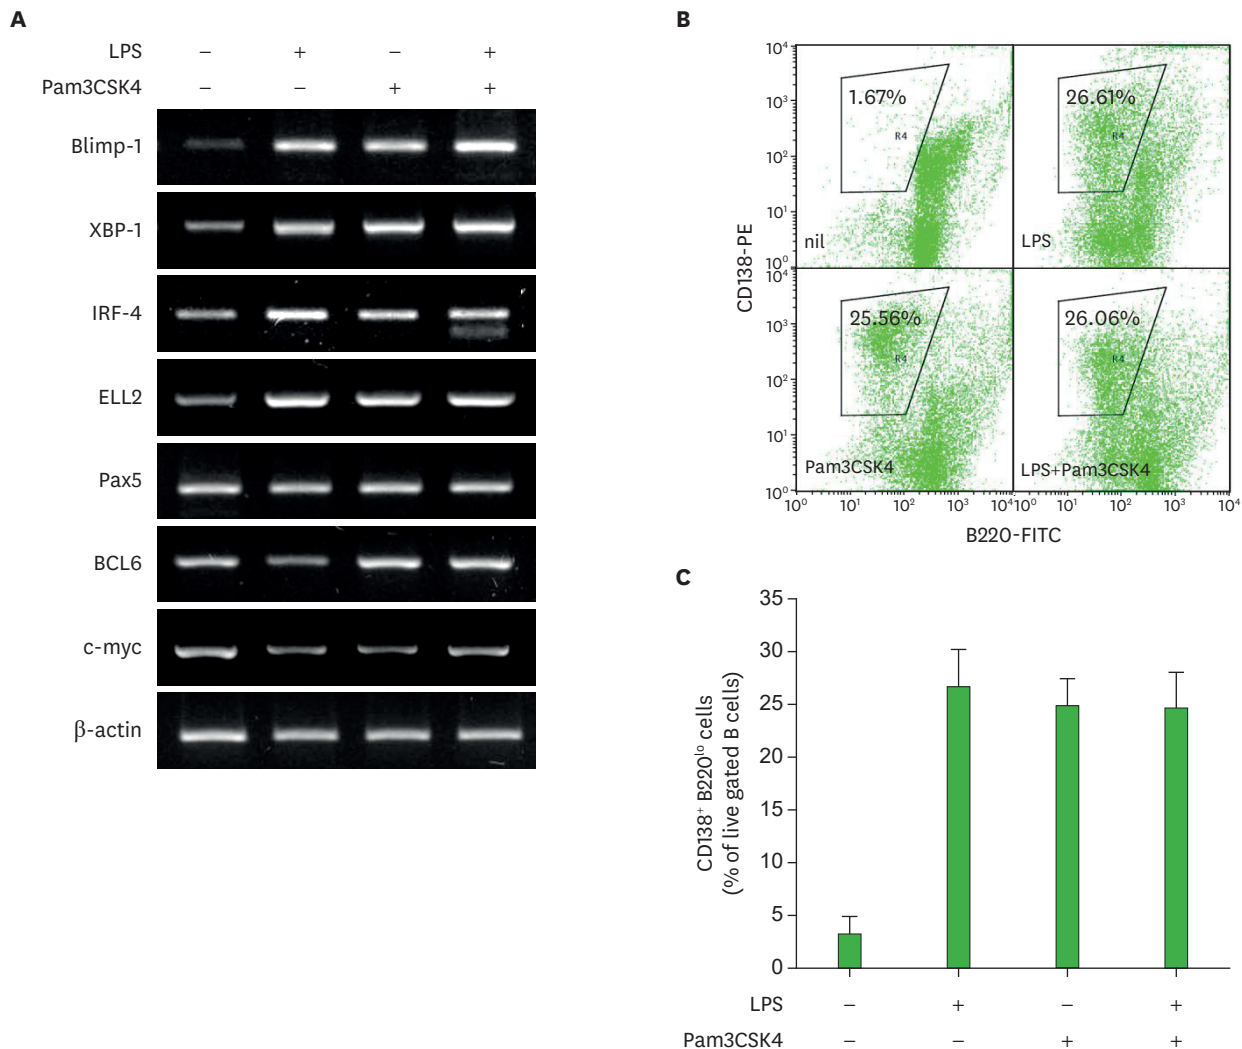 A
LPS − + − +
Pam3CSK4 − − + +
Blimp-1
XBP-1
IRF-4
ELL2
Pax5
BCL6
c-myc
β-actin
B
CD138-PE
10⁴
10³
10²
10¹
10⁰
1.67%
R4
nil
26.61%
R4
LPS
10⁴
10³
10²
10¹
10⁰
25.56%
R4
Pam3CSK4
26.06%
R4
LPS+Pam3CSK4
10⁰ 10¹ 10² 10³ 10⁴ 10⁰ 10¹ 10² 10³ 10⁴
B220-FITC
C
CD138⁺ B220ˡᵒ cells
(% of live gated B cells)
35
30
25
20
15
10
5
0
LPS − + − +
Pam3CSK4 − − + +